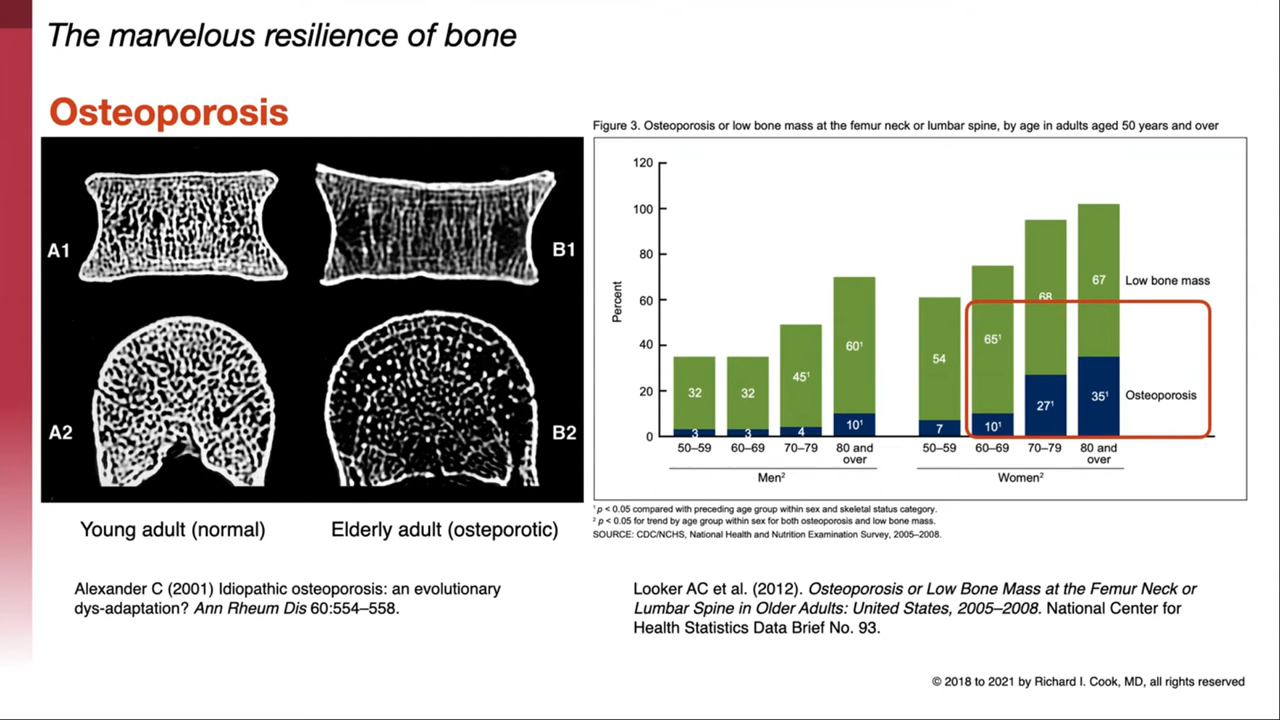 The marvelous resilience of bone
Osteoporosis
A1
B1
A2
B2
Young adult (normal)
Elderly adult (osteporotic)
Alexander C (2001) Idiopathic osteoporosis: an evolutionary
dys-adaptation? Ann Rheum Dis 60:554–558.
Figure 3. Osteoporosis or low bone mass at the femur neck or lumbar spine, by age in adults aged 50 years and over
Percent
120
100
80
60
40
20
0
32
32
45¹
60¹
54
65¹
68
67
Low bone mass
3
3
4
10¹
7
10¹
27¹
35¹
Osteoporosis
50–59
60–69
70–79
80 and
over
50–59
60–69
70–79
80 and
over
Men²
Women²
¹ p < 0.05 compared with preceding age group within sex and skeletal status category.
² p < 0.05 for trend by age group within sex for both osteoporosis and low bone mass.
SOURCE: CDC/NCHS, National Health and Nutrition Examination Survey, 2005–2008.
Looker AC et al. (2012). Osteoporosis or Low Bone Mass at the Femur Neck or
Lumbar Spine in Older Adults: United States, 2005–2008. National Center for
Health Statistics Data Brief No. 93.
© 2018 to 2021 by Richard I. Cook, MD, all rights reserved